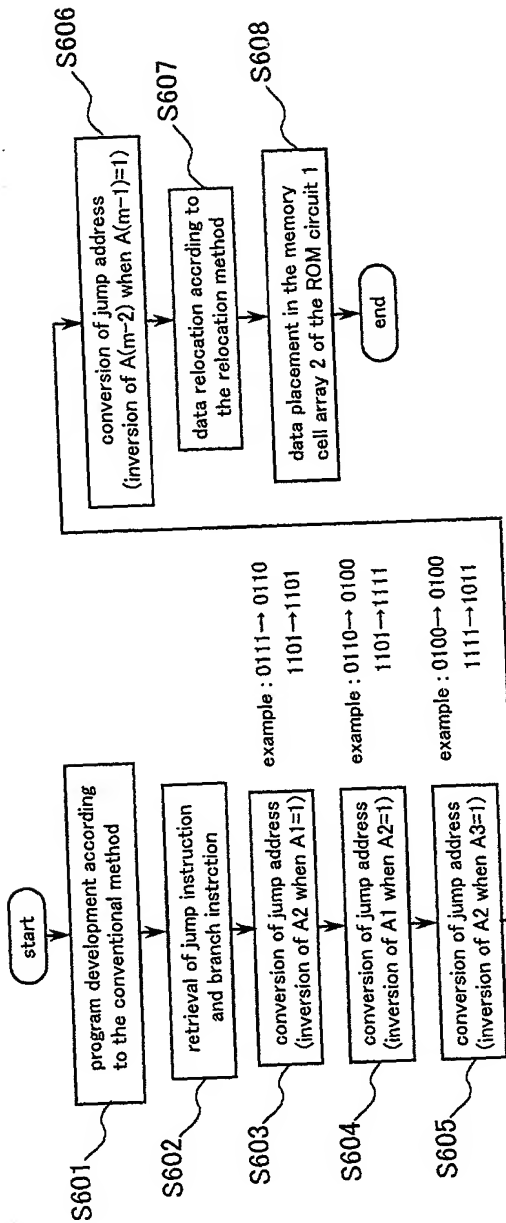 start
S601
program development according
to the conventional method
S602
retrieval of jump instruction
and branch instrction
S603
conversion of jump address
(inversion of A2 when A1=1)
example : 0111→ 0110
1101→1101
S604
conversion of jump address
(inversion of A1 when A2=1)
example : 0110→ 0100
1101→1111
S605
conversion of jump address
(inversion of A2 when A3=1)
example : 0100→ 0100
1111→1011
S606
conversion of jump address
(inversion of A(m-2) when A(m-1)=1)
S607
data relocation accrding to
the relocation method
S608
data placement in the memory
cell array 2 of the ROM circuit 1
end